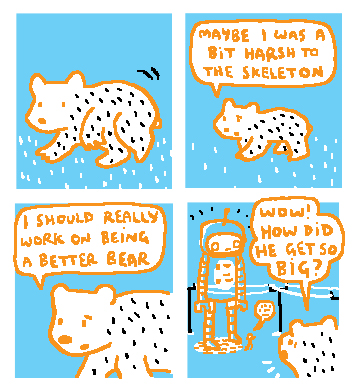 MAYBE I WAS A
BIT HARSH TO
THE SKELETON
I SHOULD REALLY
WORK ON BEING
A BETTER BEAR
WOW!
HOW DID
HE GET SO
BIG?